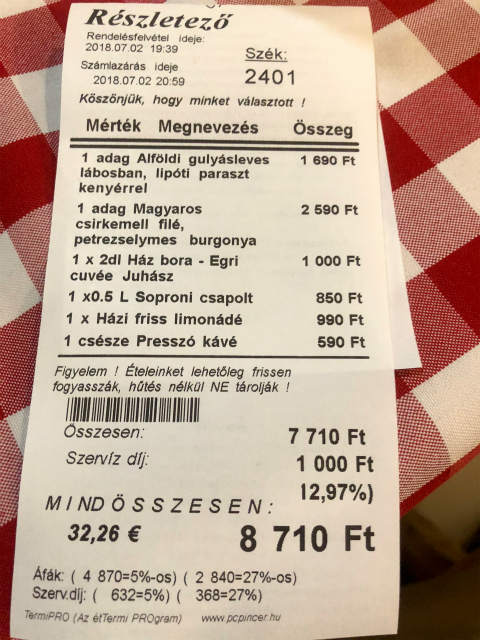 Részletező
Rendelésfelvétel ideje:
2018.07.02 19:39
Szék:
Számlazárás ideje
2401
2018.07.02 20:59
Köszönjük, hogy minket választott !
Mérték Megnevezés Összeg
1 adag Alföldi gulyásleves 1 690 Ft
lábosban, lipóti paraszt
kenyérrel
1 adag Magyaros 2 590 Ft
csirkemell filé,
petrezselymes burgonya
1 x 2dl Ház bora - Egri 1 000 Ft
cuvée Juhász
1 x0.5 L Soproni csapolt 850 Ft
1 x Házi friss limonádé 990 Ft
1 csésze Presszó kávé 590 Ft
Figyelem ! Ételeinket lehetőleg frissen
fogyasszák, hűtés nélkül NE tárolják !
Összesen: 7 710 Ft
Szervíz díj: 1 000 Ft
12,97%)
MINDÖSSZESEN:
32,26 € 8 710 Ft
Áfák: ( 4 870=5%-os) ( 2 840=27%-os)
Szerv.díj: ( 632=5%) ( 368=27%)
TermiPRO (Az étTermi PROgram) www.pcpincer.hu